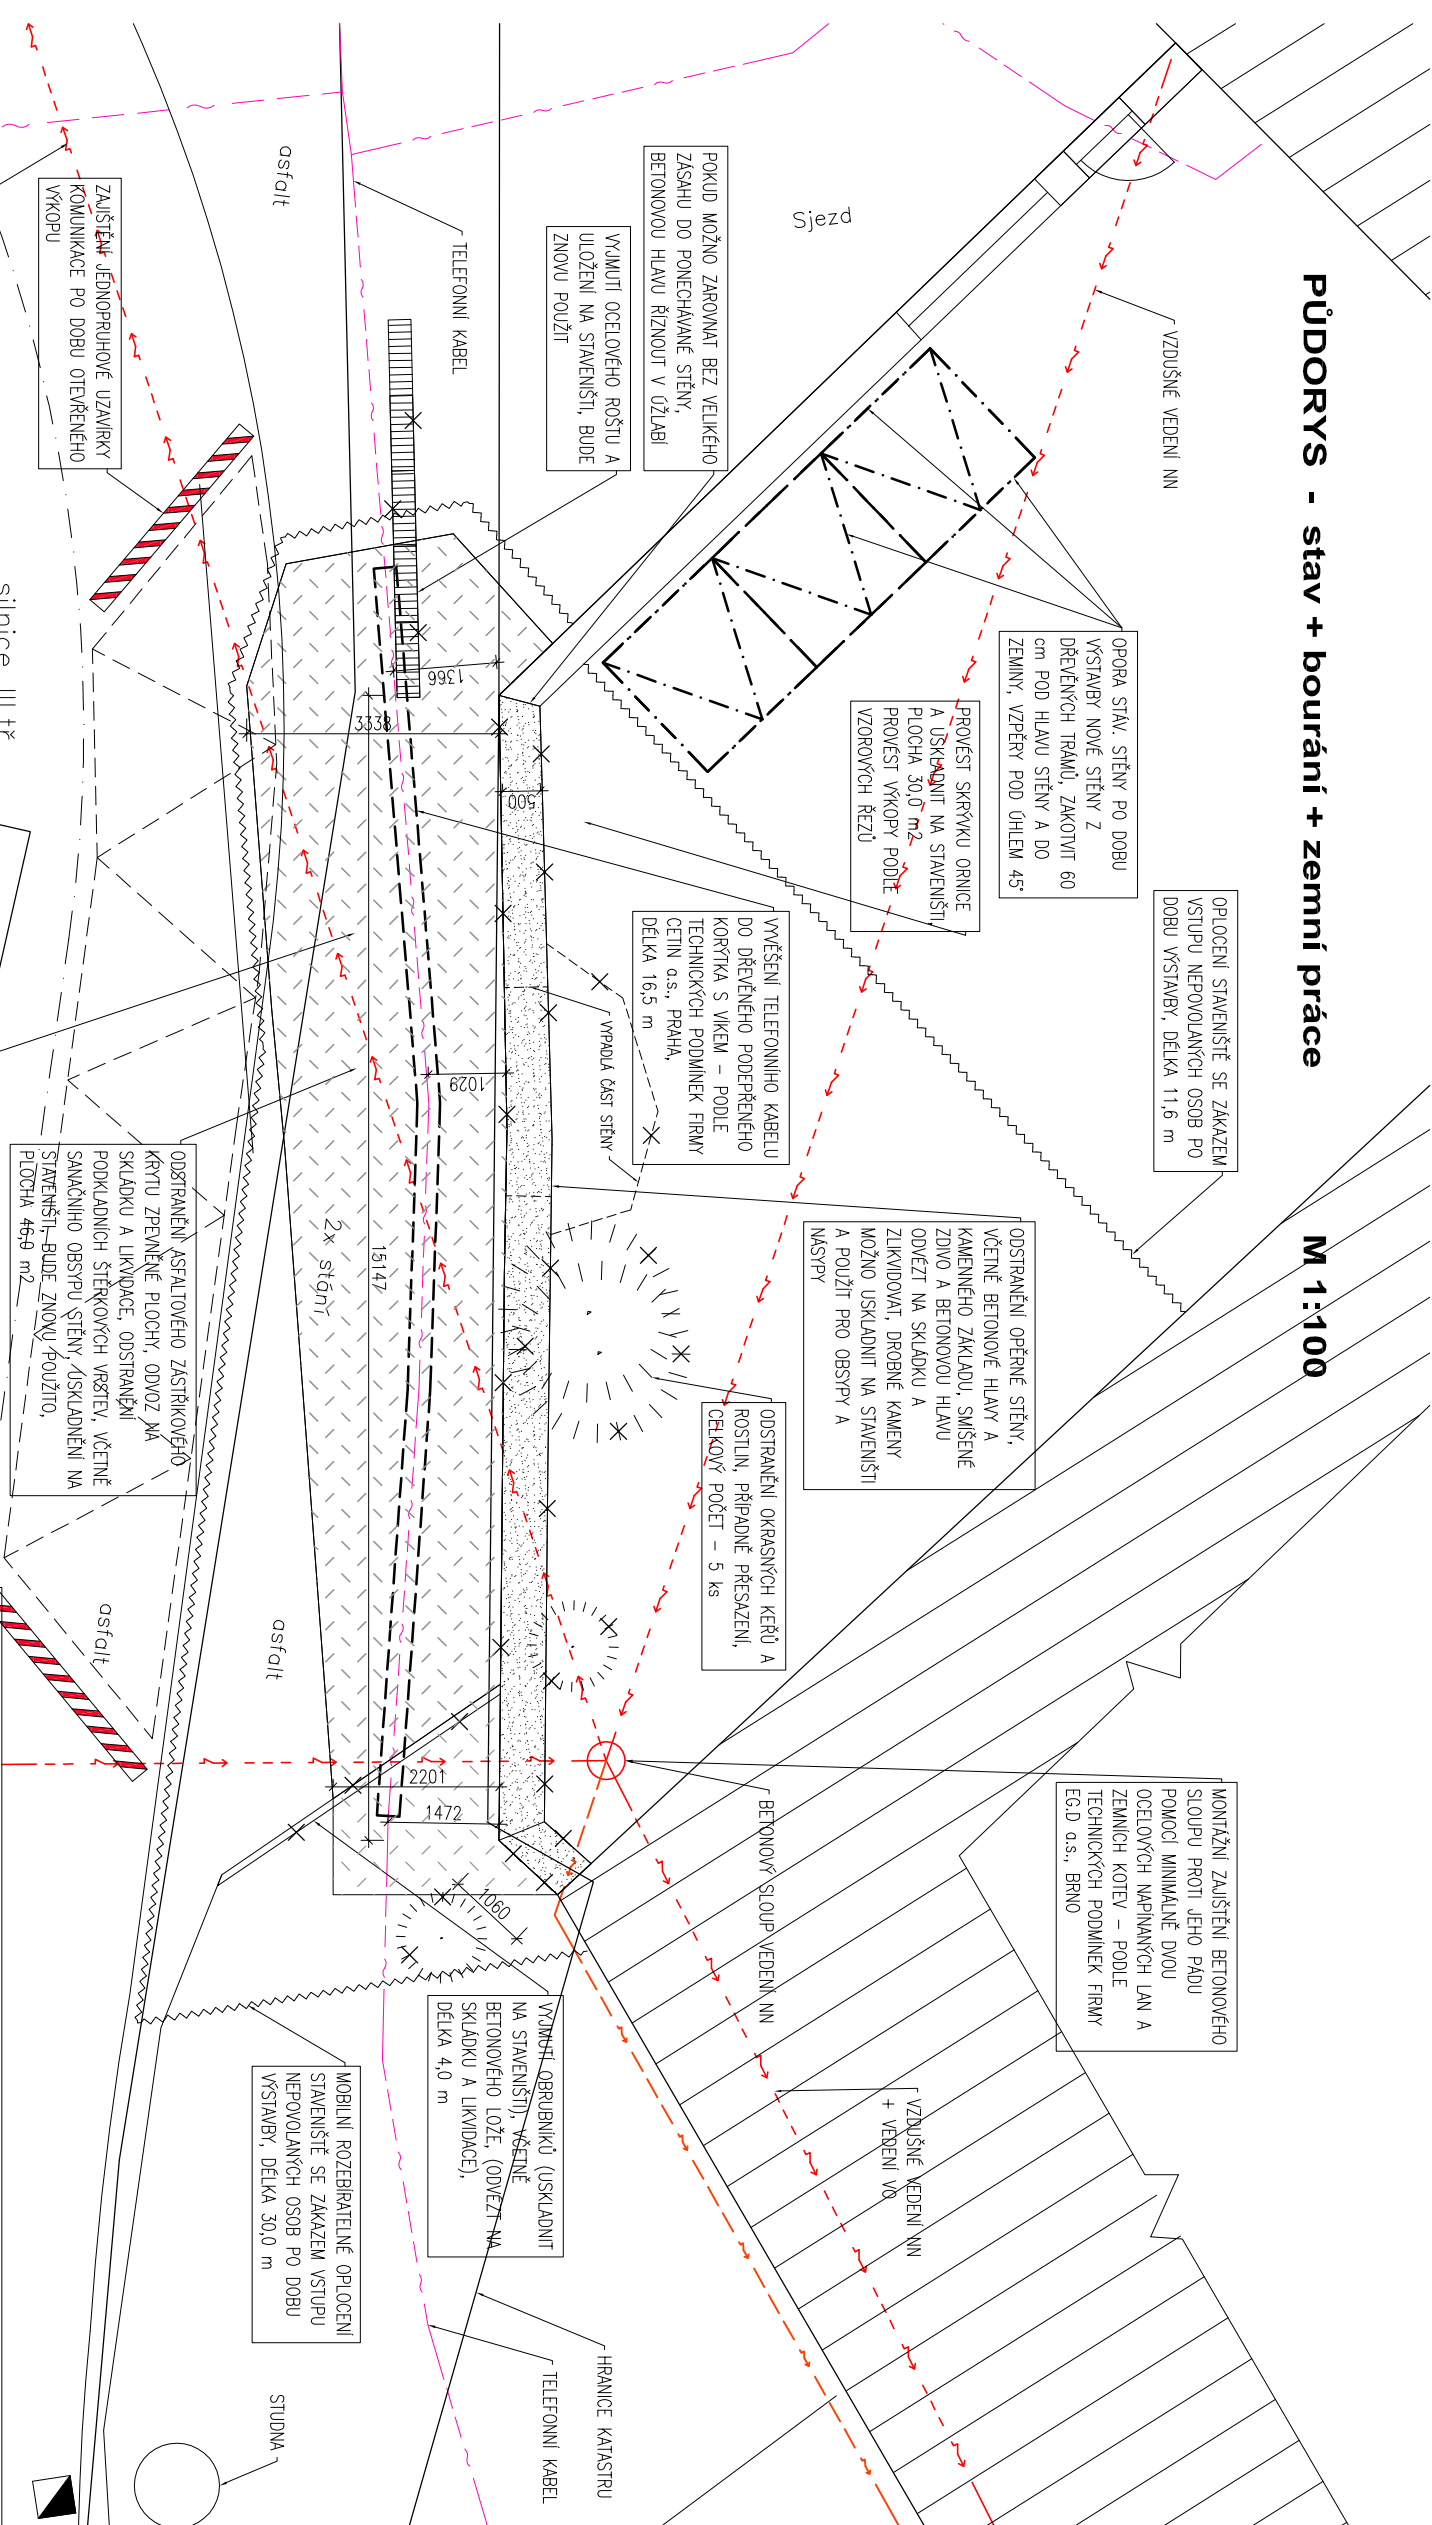 PŮDORYS - stav + bourání + zemní práce M 1:100
VZDUŠNÉ VEDENÍ NN
OPLOCENÍ STAVENIŠTĚ SE ZÁKAZEM
VSTUPU NEPOVOLANÝCH OSOB PO
DOBU VÝSTAVBY, DÉLKA 11,6 m
MONTÁŽNÍ ZAJIŠTĚNÍ BETONOVÉHO
SLOUPU PROTI JEHO PÁDU
POMOCÍ MINIMÁLNĚ DVOU
OCELOVÝCH NAPÍNANÝCH LAN A
ZEMNÍCH KOTEV - PODLE
TECHNICKÝCH PODMÍNEK FIRMY
EG.D a.s., BRNO
OPORA STÁV. STĚNY PO DOBU
VÝSTAVBY NOVÉ STĚNY Z
DŘEVĚNÝCH TRÁMŮ, ZAKOTVIT 60
cm POD HLAVU STĚNY A DO
ZEMINY, VZPĚRY POD ÚHLEM 45°
PROVÉST SKRÝVKU ORNICE
A USKLADNIT NA STAVENIŠTI,
PLOCHA 30,0 m2
PROVÉST VÝKOPY PODLE
VZOROVÝCH ŘEZŮ
ODSTRANĚNÍ OPĚRNÉ STĚNY,
VČETNĚ BETONOVÉ HLAVY A
KAMENNÉHO ZÁKLADU, SMÍŠENÉ
ZDIVO A BETONOVOU HLAVU
ODVÉZT NA SKLÁDKU A
ZLIKVIDOVAT, DROBNÉ KAMENY
MOŽNO USKLADNIT NA STAVENIŠTI
A POUŽÍT PRO OBSYPY A
NÁSYPY
VZDUŠNÉ VEDENÍ NN
+ VEDENÍ VO
Sjezd
VYVĚŠENÍ TELEFONNÍHO KABELU
DO DŘEVĚNÉHO PODEPŘENÉHO
KORÝTKA S VÍKEM - PODLE
TECHNICKÝCH PODMÍNEK FIRMY
CETIN a.s., PRAHA,
DÉLKA 16,5 m
ODSTRANĚNÍ OKRASNÝCH KEŘŮ A
ROSTLIN, PŘÍPADNĚ PŘESAZENÍ,
CELKOVÝ POČET - 5 ks
BETONOVÝ SLOUP VEDENÍ NN
POKUD MOŽNO ZAROVNAT BEZ VELIKÉHO
ZÁSAHU DO PONECHÁVANÉ STĚNY,
BETONOVOU HLAVU ŘÍZNOUT V ÚŽLABÍ
VYJMUTÍ OCELOVÉHO ROŠTU A
ULOŽENÍ NA STAVENIŠTI, BUDE
ZNOVU POUŽIT
VYPADLÁ ČÁST STĚNY
HRANICE KATASTRU
TELEFONNÍ KABEL
TELEFONNÍ KABEL
VYJMUTÍ OBRUBNÍKŮ (USKLADNIT
NA STAVENIŠTI), VČETNĚ
BETONOVÉHO LOŽE, (ODVÉZT NA
SKLÁDKU A LIKVIDACE),
DÉLKA 4,0 m
500
1366
3338
1029
15147
2201
1472
1060
2x stání
asfalt
asfalt
asfalt
MOBILNÍ ROZEBÍRATELNÉ OPLOCENÍ
STAVENIŠTĚ SE ZÁKAZEM VSTUPU
NEPOVOLANÝCH OSOB PO DOBU
VÝSTAVBY, DÉLKA 30,0 m
STUDNA
ODSTRANĚNÍ ASFALTOVÉHO ZÁSTŘIKOVÉHO
KRYTU ZPEVNĚNÉ PLOCHY, ODVOZ NA
SKLÁDKU A LIKVIDACE, ODSTRANĚNÍ
PODKLADNÍCH ŠTĚRKOVÝCH VRSTEV, VČETNĚ
SANAČNÍHO OBSYPU STĚNY, USKLADNĚNÍ NA
STAVENIŠTI, BUDE ZNOVU POUŽITO,
PLOCHA 46,0 m2
ZAJIŠTĚNÍ JEDNOPRUHOVÉ UZAVÍRKY
KOMUNIKACE PO DOBU OTEVŘENÉHO
VÝKOPU
silnice III.tř